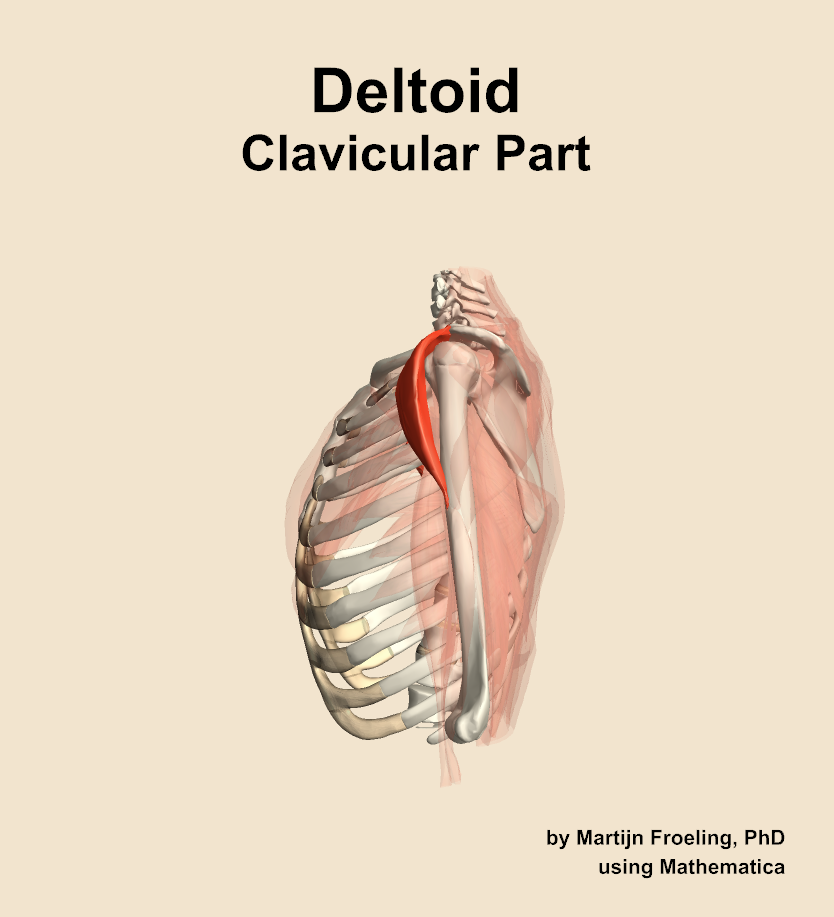 Deltoid
Clavicular Part
by Martijn Froeling, PhD
using Mathematica